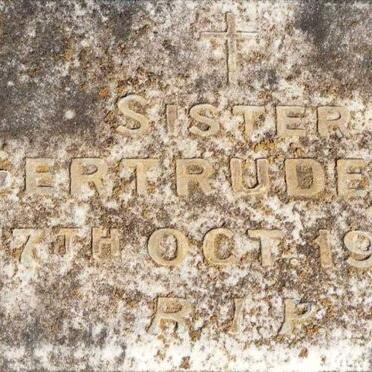 SISTER
GERTRUDE
7TH OCT 19
R I P